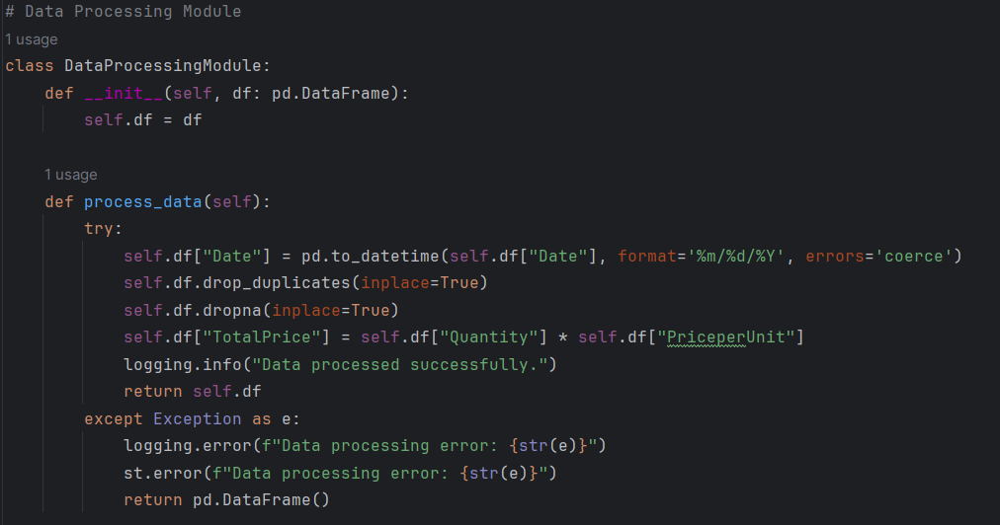 # Data Processing Module
1 usage
class DataProcessingModule:
    def __init__(self, df: pd.DataFrame):
        self.df = df
    1 usage
    def process_data(self):
        try:
            self.df["Date"] = pd.to_datetime(self.df["Date"], format='%m/%d/%Y', errors='coerce')
            self.df.drop_duplicates(inplace=True)
            self.df.dropna(inplace=True)
            self.df["TotalPrice"] = self.df["Quantity"] * self.df["PriceperUnit"]
            logging.info("Data processed successfully.")
            return self.df
        except Exception as e:
            logging.error(f"Data processing error: {str(e)}")
            st.error(f"Data processing error: {str(e)}")
            return pd.DataFrame()